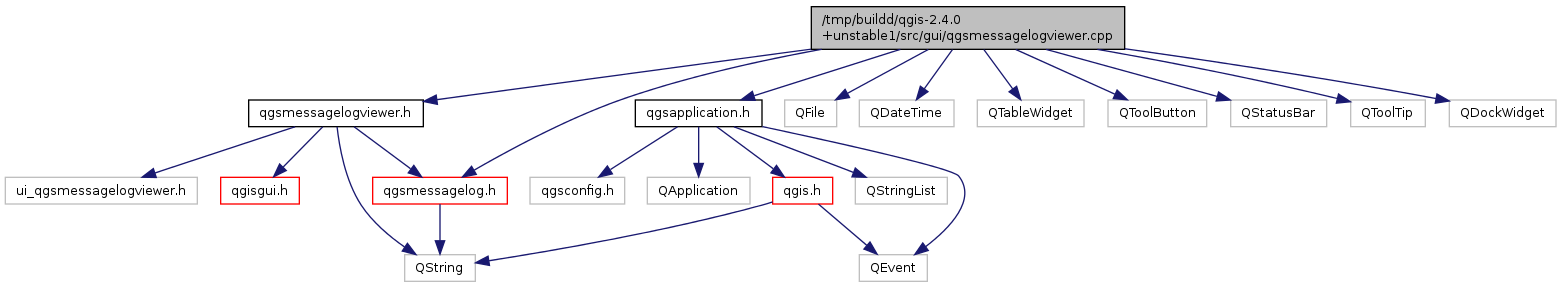 /tmp/buildd/qgis-2.4.0
+unstable1/src/gui/qgsmessagelogviewer.cpp
qgsmessagelogviewer.h
qgsapplication.h
QFile
QDateTime
QTableWidget
QToolButton
QStatusBar
QToolTip
QDockWidget
ui_qgsmessagelogviewer.h
qgisgui.h
qgsmessagelog.h
qgsconfig.h
QApplication
qgis.h
QStringList
QString
QEvent